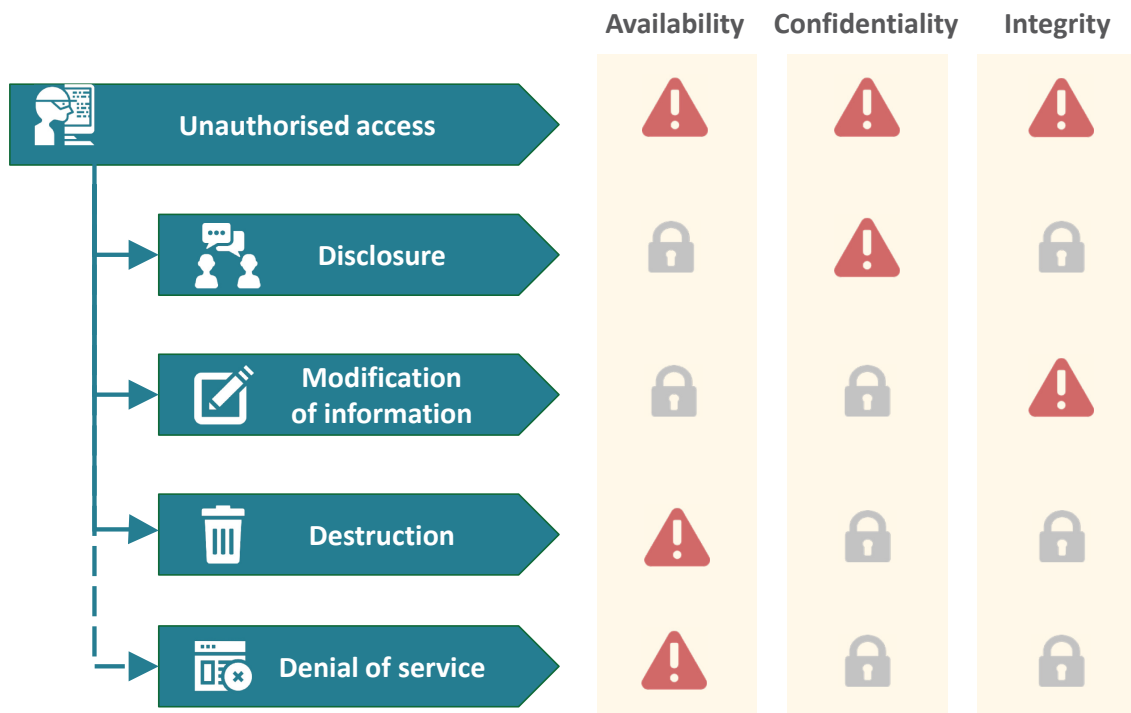 Availability Confidentiality Integrity
Unauthorised access
Disclosure
Modification
of information
Destruction
Denial of service